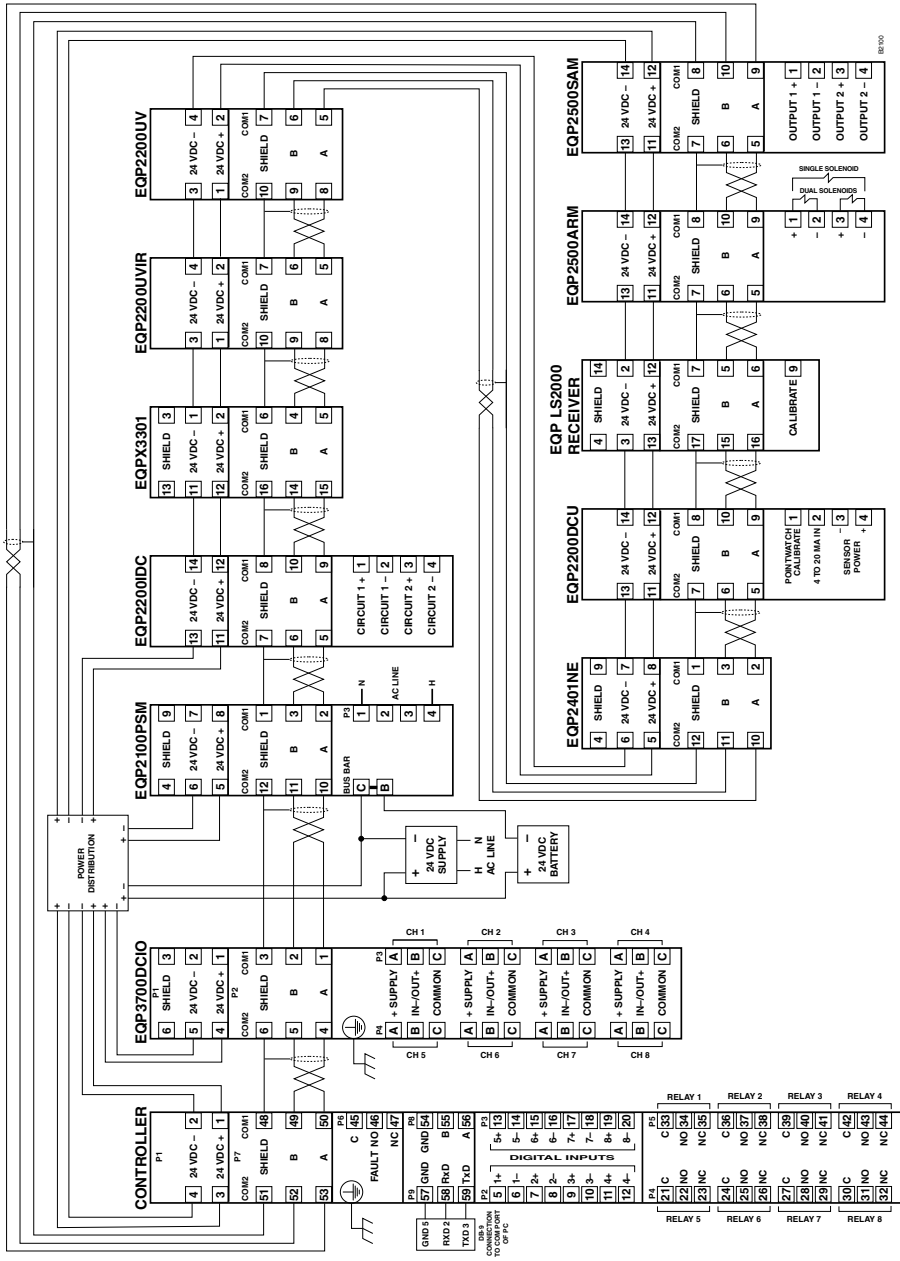 CONTROLLER
P1
4 24 VDC – 2
3 24 VDC + 1
P7
COM2 COM1
51 SHIELD 48
52 B 49
53 A 50
P6
C 45
FAULT NO 46
NC 47
P9 P8
57 GND GND 54
58 RxD B 55
59 TxD A 56
GND 5
RXD 2
TXD 3
DB-9
CONNECTION
TO COM PORT
OF PC
P2 P3
5 1+ 5+ 13
6 1– 5– 14
7 2+ 6+ 15
8 2– 6– 16
9 3+ 7+ 17
10 3– 7– 18
11 4+ 8+ 19
12 4– 8– 20
DIGITAL INPUTS
P4 P5
21 C C 33
22 NO NO 34
23 NC NC 35
RELAY 5 RELAY 1
24 C C 36
25 NO NO 37
26 NC NC 38
RELAY 6 RELAY 2
27 C C 39
28 NO NO 40
29 NC NC 41
RELAY 7 RELAY 3
30 C C 42
31 NO NO 43
32 NC NC 44
RELAY 8 RELAY 4
EQP3700DCIO
P1
6 SHIELD 3
5 24 VDC – 2
4 24 VDC + 1
P2
COM2 COM1
6 SHIELD 3
5 B 2
4 A 1
P4 P3
A + SUPPLY A
B IN–/OUT+ B
C COMMON C
CH 5 CH 1
A + SUPPLY A
B IN–/OUT+ B
C COMMON C
CH 6 CH 2
A + SUPPLY A
B IN–/OUT+ B
C COMMON C
CH 7 CH 3
A + SUPPLY A
B IN–/OUT+ B
C COMMON C
CH 8 CH 4
POWER
DISTRIBUTION
+ – – + + –
+ – – +
– +
– +
+ –
24 VDC
SUPPLY
H N
AC LINE
+ –
24 VDC
BATTERY
EQP2100PSM
4 SHIELD 9
6 24 VDC – 7
5 24 VDC + 8
COM2 COM1
12 SHIELD 1
11 B 3
10 A 2
BUS BAR P3
C 1 N
B 2
AC LINE
3
4 H
EQP2200IDC
13 24 VDC – 14
11 24 VDC + 12
COM2 COM1
7 SHIELD 8
6 B 10
5 A 9
CIRCUIT 1 + 1
CIRCUIT 1 – 2
CIRCUIT 2 + 3
CIRCUIT 2 – 4
EQPX3301
13 SHIELD 3
11 24 VDC – 1
12 24 VDC + 2
COM2 COM1
16 SHIELD 6
14 B 4
15 A 5
EQP2200UVIR
3 24 VDC – 4
1 24 VDC + 2
COM2 COM1
10 SHIELD 7
9 B 6
8 A 5
EQP2200UV
3 24 VDC – 4
1 24 VDC + 2
COM2 COM1
10 SHIELD 7
9 B 6
8 A 5
EQP2401NE
4 SHIELD 9
6 24 VDC – 7
5 24 VDC + 8
COM2 COM1
12 SHIELD 1
11 B 3
10 A 2
EQP2200DCU
13 24 VDC – 14
11 24 VDC + 12
COM2 COM1
7 SHIELD 8
6 B 10
5 A 9
POINTWATCH
CALIBRATE 1
4 TO 20 MA IN 2
SENSOR
POWER
– 3
+ 4
EQP LS2000
RECEIVER
4 SHIELD 14
3 24 VDC – 2
13 24 VDC + 12
COM2 COM1
17 SHIELD 7
15 B 5
16 A 6
CALIBRATE 9
EQP2500ARM
13 24 VDC – 14
11 24 VDC + 12
COM2 COM1
7 SHIELD 8
6 B 10
5 A 9
+ 1
– 2
+ 3
– 4
DUAL SOLENOIDS
SINGLE SOLENOID
EQP2500SAM
13 24 VDC – 14
11 24 VDC + 12
COM2 COM1
7 SHIELD 8
6 B 10
5 A 9
OUTPUT 1 + 1
OUTPUT 1 – 2
OUTPUT 2 + 3
OUTPUT 2 – 4
B2100